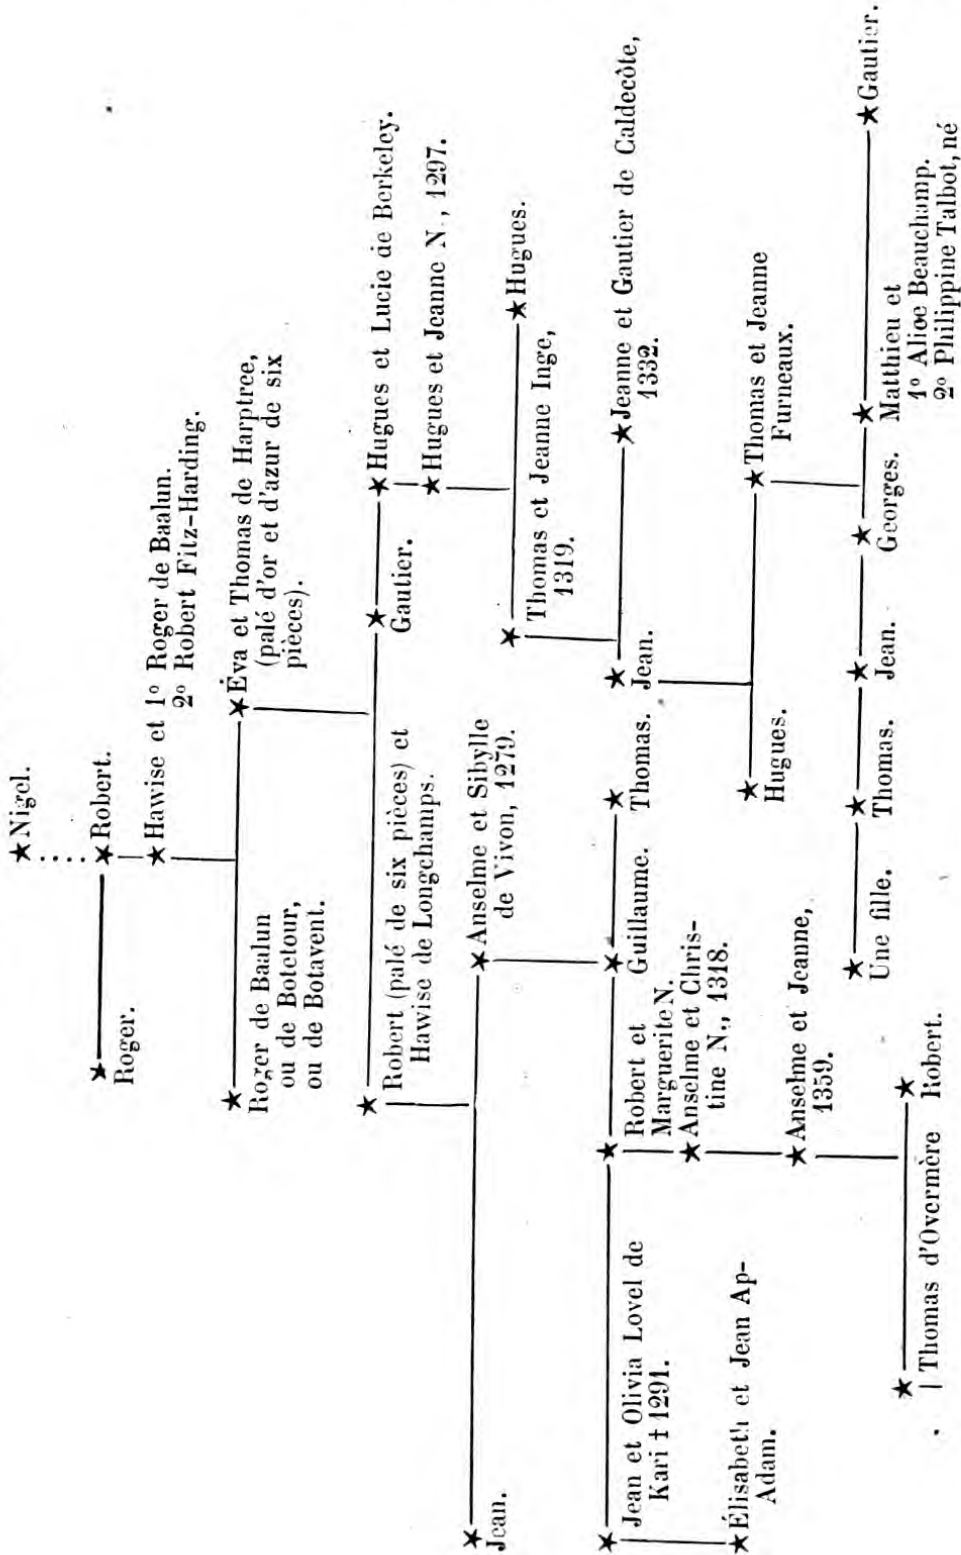 Nigel.
Robert.
Roger.
Hawise et 1º Roger de Baalun.
2º Robert Fitz-Harding.
Roger de Baalun
ou de Botetour,
ou de Botavent.
Éva et Thomas de Harptree,
(palé d'or et d'azur de six
pièces).
Robert (palé de six pièces) et
Hawise de Longchamps.
Gautier.
Hugues et Lucie de Berkeley.
Hugues et Jeanne N., 1297.
Jean.
Anselme et Sibylle
de Vivon, 1279.
Thomas et Jeanne Inge,
1319.
Hugues.
Jean et Olivia Lovel de
Kari ‡ 1291.
Robert et
Marguerite N.
Guillaume.
Thomas.
Jean.
Jeanne et Gautier de Caldecòte,
1332.
Anselme et Chris-
tine N., 1318.
Élisabeth et Jean Ap-
Adam.
Anselme et Jeanne,
1359.
Hugues.
Thomas et Jeanne
Furneaux.
Une fille.
Thomas.
Jean.
Georges.
Matthieu et
1º Alice Beauchamp.
2º Philippine Talbot, né
Gautier.
Thomas d'Overmère
Robert.